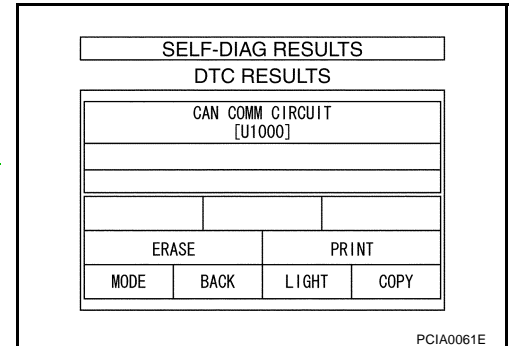 SELF-DIAG RESULTS
DTC RESULTS
CAN COMM CIRCUIT
[U1000]
ERASE PRINT
MODE BACK LIGHT COPY
PCIA0061E